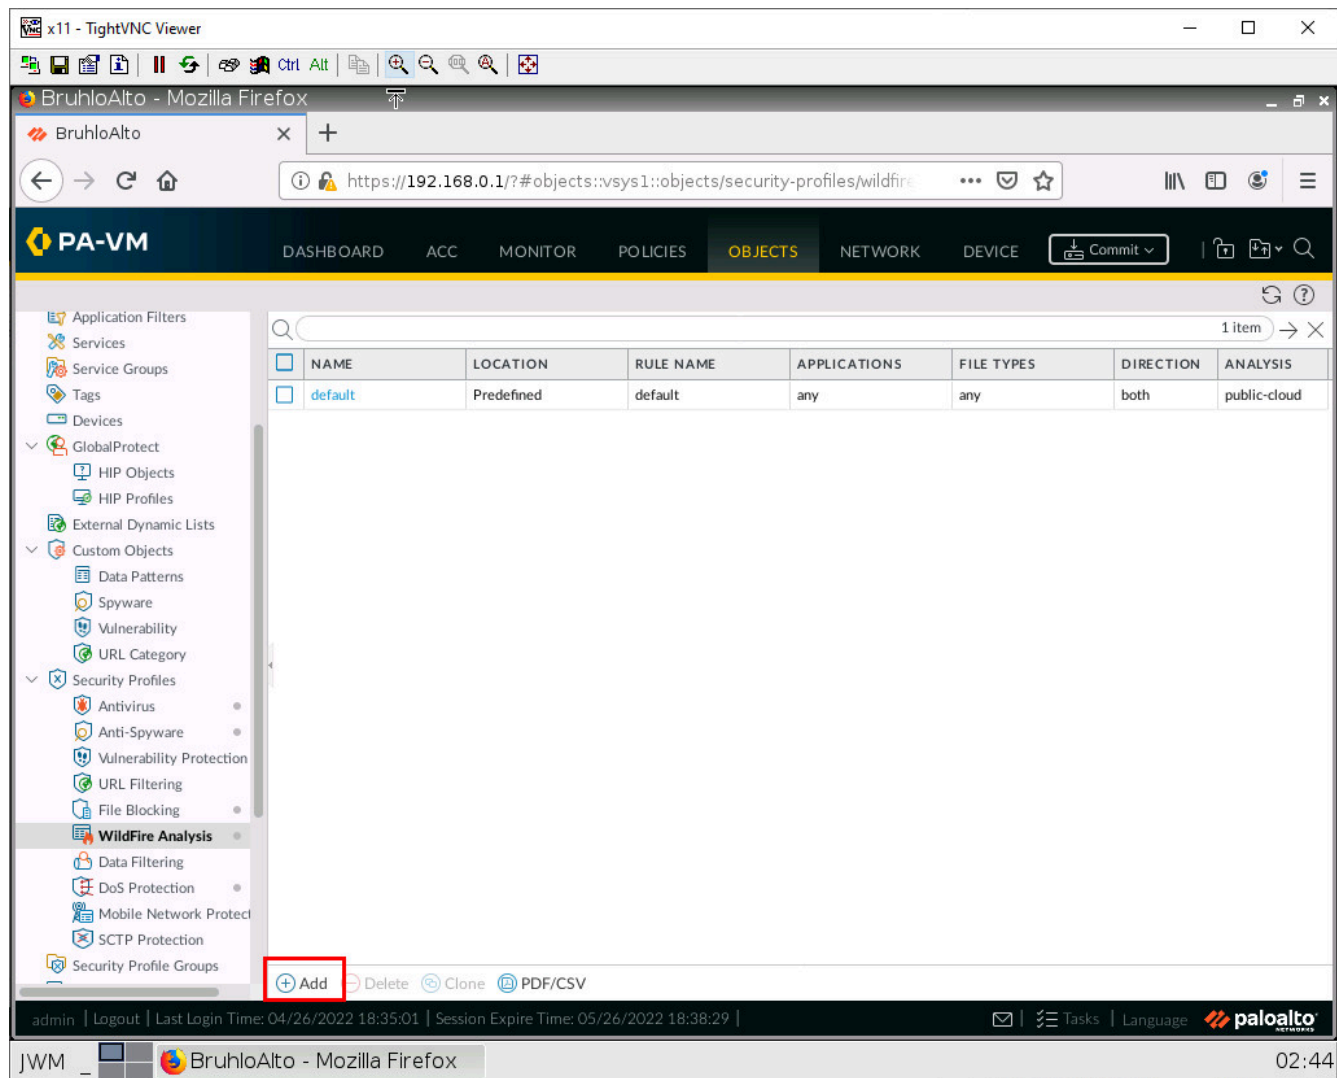 x11 - TightVNC Viewer
Ctrl Alt
BruhloAlto - Mozilla Firefox
BruhloAlto
https://192.168.0.1/?#objects::vsys1::objects/security-profiles/wildfire
PA-VM
DASHBOARD ACC MONITOR POLICIES OBJECTS NETWORK DEVICE Commit
Application Filters
Services
Service Groups
Tags
Devices
GlobalProtect
HIP Objects
HIP Profiles
External Dynamic Lists
Custom Objects
Data Patterns
Spyware
Vulnerability
URL Category
Security Profiles
Antivirus
Anti-Spyware
Vulnerability Protection
URL Filtering
File Blocking
WildFire Analysis
Data Filtering
DoS Protection
Mobile Network Protect
SCTP Protection
Security Profile Groups
1 item
NAME LOCATION RULE NAME APPLICATIONS FILE TYPES DIRECTION ANALYSIS
default Predefined default any any both public-cloud
Add Delete Clone PDF/CSV
admin | Logout | Last Login Time: 04/26/2022 18:35:01 | Session Expire Time: 05/26/2022 18:38:29 |
Tasks | Language paloalto NETWORKS
JWM _ BruhloAlto - Mozilla Firefox 02:44